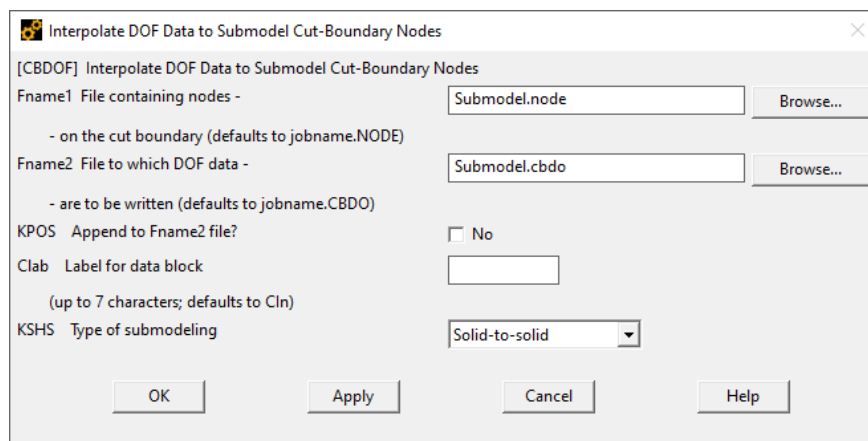 Interpolate DOF Data to Submodel Cut-Boundary Nodes
[CBDOF] Interpolate DOF Data to Submodel Cut-Boundary Nodes
Fname1 File containing nodes - Submodel.node Browse...
- on the cut boundary (defaults to jobname.NODE)
Fname2 File to which DOF data - Submodel.cbdo Browse...
- are to be written (defaults to jobname.CBDO)
KPOS Append to Fname2 file? No
Clab Label for data block
(up to 7 characters; defaults to Cln)
KSHS Type of submodeling Solid-to-solid
OK Apply Cancel Help